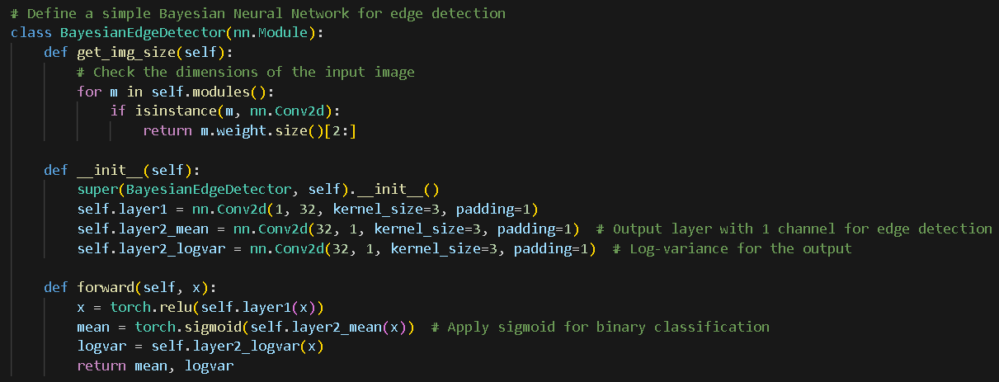 # Define a simple Bayesian Neural Network for edge detection
class BayesianEdgeDetector(nn.Module):
    def get_img_size(self):
        # Check the dimensions of the input image
        for m in self.modules():
            if isinstance(m, nn.Conv2d):
                return m.weight.size()[2:]

    def __init__(self):
        super(BayesianEdgeDetector, self).__init__()
        self.layer1 = nn.Conv2d(1, 32, kernel_size=3, padding=1)
        self.layer2_mean = nn.Conv2d(32, 1, kernel_size=3, padding=1)  # Output layer with 1 channel for edge detection
        self.layer2_logvar = nn.Conv2d(32, 1, kernel_size=3, padding=1)  # Log-variance for the output

    def forward(self, x):
        x = torch.relu(self.layer1(x))
        mean = torch.sigmoid(self.layer2_mean(x))  # Apply sigmoid for binary classification
        logvar = self.layer2_logvar(x)
        return mean, logvar